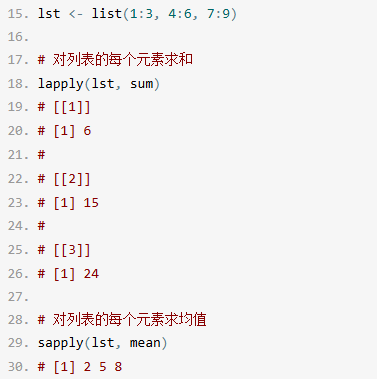 15. lst <- list(1:3, 4:6, 7:9)
16.
17. # 对列表的每个元素求和
18. lapply(lst, sum)
19. # [[1]]
20. # [1] 6
21. #
22. # [[2]]
23. # [1] 15
24. #
25. # [[3]]
26. # [1] 24
27.
28. # 对列表的每个元素求均值
29. sapply(lst, mean)
30. # [1] 2 5 8